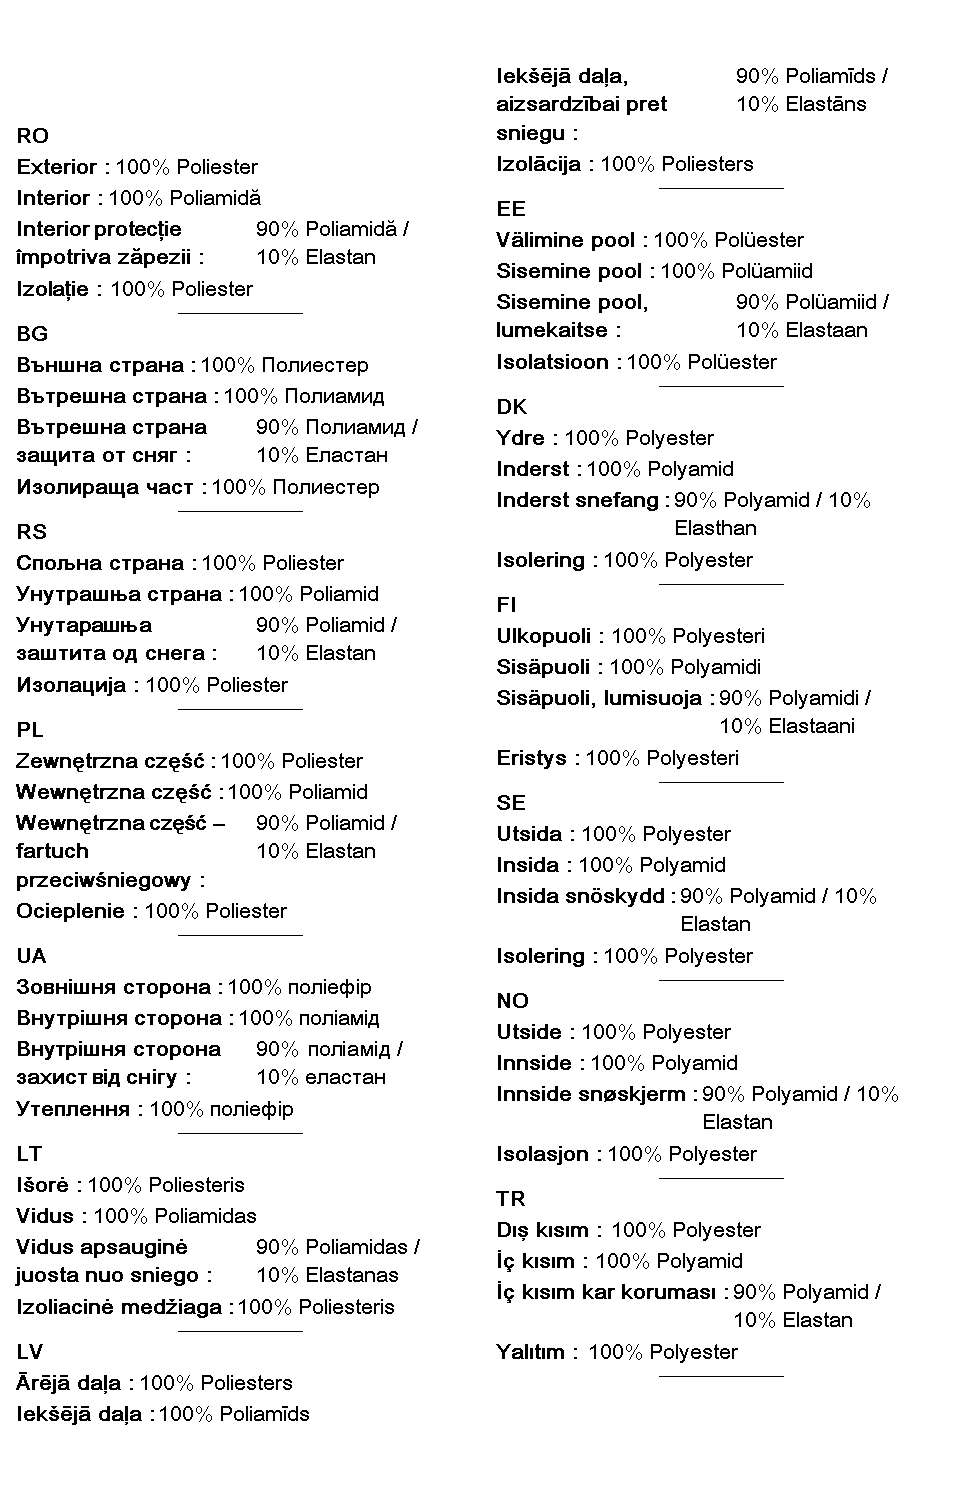 RO
Exterior : 100% Poliester
Interior : 100% Poliamidă
Interior protecție 90% Poliamidă /
împotriva zăpezii : 10% Elastan
Izolație : 100% Poliester
BG
Външна страна : 100% Полиестер
Вътрешна страна : 100% Полиамид
Вътрешна страна 90% Полиамид /
защита от сняг : 10% Еластан
Изолираща част : 100% Полиестер
RS
Спољна страна : 100% Poliester
Унутрашња страна : 100% Poliamid
Унутарашња 90% Poliamid /
заштита од снега : 10% Elastan
Изолација : 100% Poliester
PL
Zewnętrzna część : 100% Poliester
Wewnętrzna część : 100% Poliamid
Wewnętrzna część – 90% Poliamid /
fartuch 10% Elastan
przeciwśniegowy :
Ocieplenie : 100% Poliester
UA
Зовнішня сторона : 100% поліефір
Внутрішня сторона : 100% поліамід
Внутрішня сторона 90% поліамід /
захист від снігу : 10% еластан
Утеплення : 100% поліефір
LT
Išorė : 100% Poliesteris
Vidus : 100% Poliamidas
Vidus apsauginė 90% Poliamidas /
juosta nuo sniego : 10% Elastanas
Izoliacinė medžiaga : 100% Poliesteris
LV
Ārējā daļa : 100% Poliesters
Iekšējā daļa : 100% Poliamīds
Iekšējā daļa, 90% Poliamīds /
aizsardzībai pret 10% Elastāns
sniegu :
Izolācija : 100% Poliesters
EE
Välimine pool : 100% Polüester
Sisemine pool : 100% Polüamiid
Sisemine pool, 90% Polüamiid /
lumekaitse : 10% Elastaan
Isolatsioon : 100% Polüester
DK
Ydre : 100% Polyester
Inderst : 100% Polyamid
Inderst snefang : 90% Polyamid / 10%
Elasthan
Isolering : 100% Polyester
FI
Ulkopuoli : 100% Polyesteri
Sisäpuoli : 100% Polyamidi
Sisäpuoli, lumisuoja : 90% Polyamidi /
10% Elastaani
Eristys : 100% Polyesteri
SE
Utsida : 100% Polyester
Insida : 100% Polyamid
Insida snöskydd : 90% Polyamid / 10%
Elastan
Isolering : 100% Polyester
NO
Utside : 100% Polyester
Innside : 100% Polyamid
Innside snøskjerm : 90% Polyamid / 10%
Elastan
Isolasjon : 100% Polyester
TR
Dış kısım : 100% Polyester
İç kısım : 100% Polyamid
İç kısım kar koruması : 90% Polyamid /
10% Elastan
Yalıtım : 100% Polyester